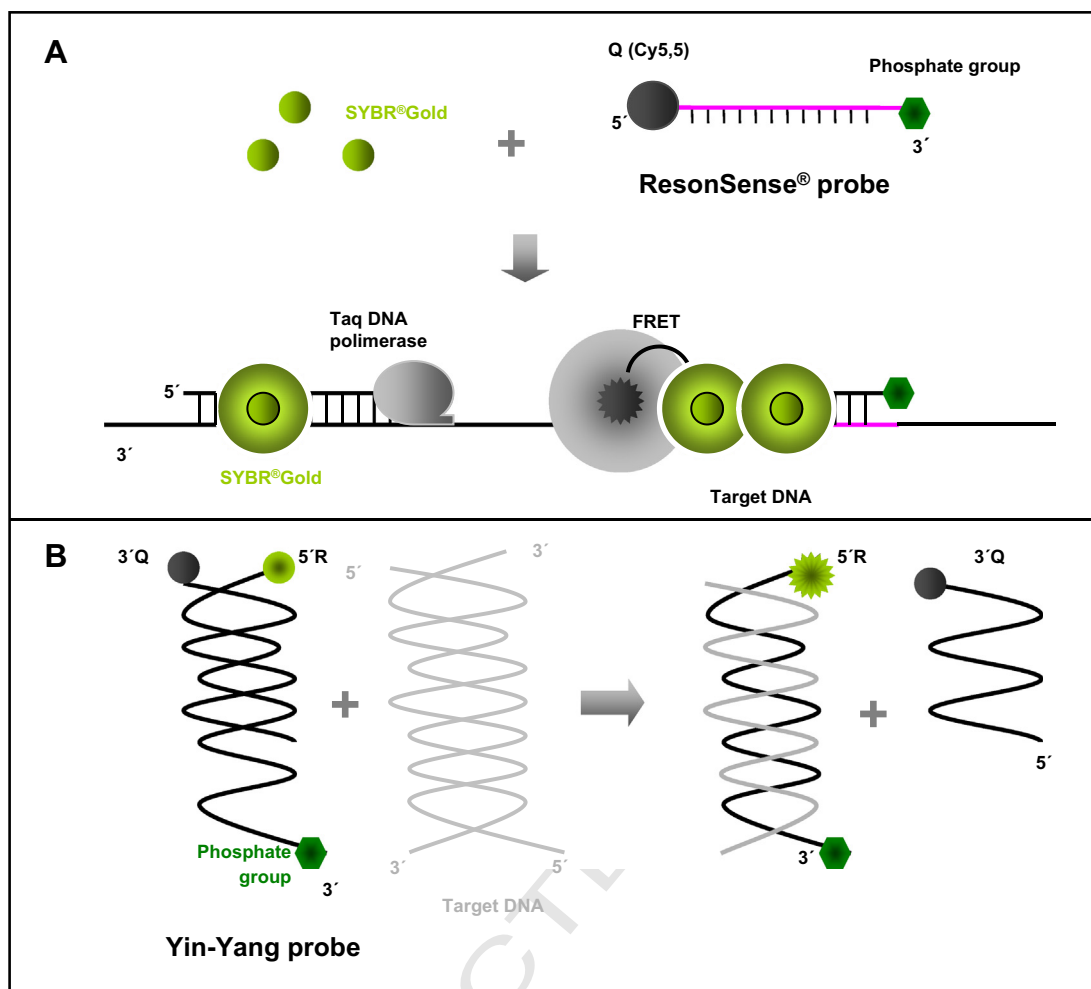 A
Q (Cy5,5)
Phosphate group
SYBR®Gold
5´
3´
ResonSense® probe
Taq DNA
polimerase
FRET
5´
3´
SYBR®Gold
Target DNA
B
3´Q
5´R
5´
3´
5´R
3´Q
5´
Phosphate
group
3´
3´
5´
3´
Target DNA
Yin-Yang probe